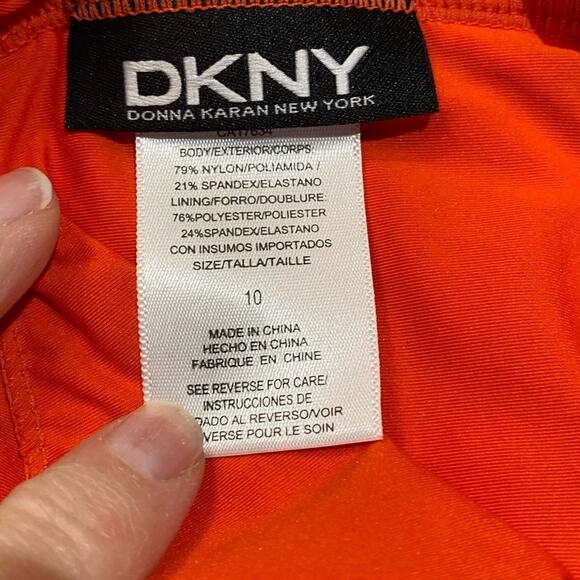 DKNY
DONNA KARAN NEW YORK
BODY/EXTERIOR/CORPS:
79% NYLON/POLIAMIDA /
21% SPANDEX/ELASTANO
LINING/FORRO/DOUBLURE:
76%POLYESTER/POLIESTER
24%SPANDEX/ELASTANO
CON INSUMOS IMPORTADOS
SIZE/TALLA/TAILLE
10
MADE IN CHINA
HECHO EN CHINA
FABRIQUE EN CHINE
SEE REVERSE FOR CARE/
INSTRUCCIONES DE
DADO AL REVERSO/VOIR
VERSE POUR LE SOIN